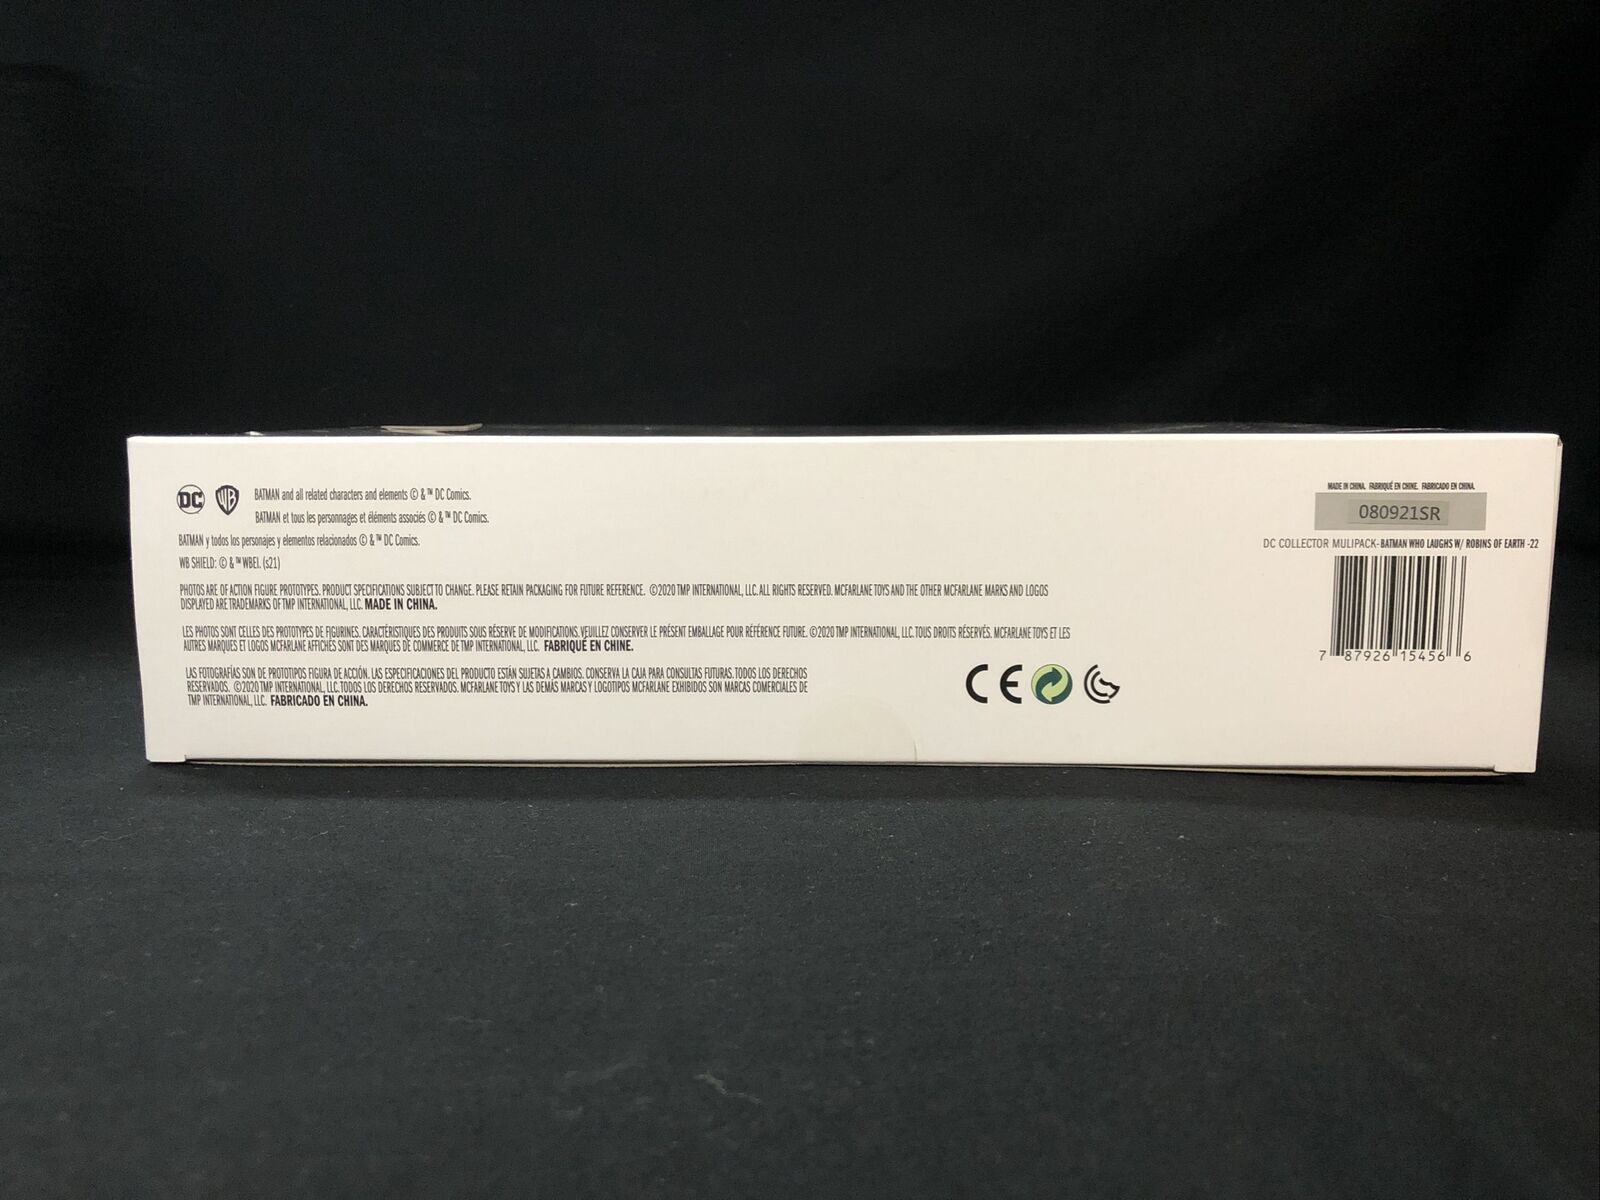 DC WB BATMAN and all related characters and elements © & ™ DC Comics.
BATMAN et tous les personnages et éléments associés © & ™ DC Comics.
BATMAN y todos los personajes y elementos relacionados © & ™ DC Comics.
WB SHIELD: © & ™ WBEI. (s21)
PHOTOS ARE OF ACTION FIGURE PROTOTYPES. PRODUCT SPECIFICATIONS SUBJECT TO CHANGE. PLEASE RETAIN PACKAGING FOR FUTURE REFERENCE. ©2020 TMP INTERNATIONAL, LLC. ALL RIGHTS RESERVED. MCFARLANE TOYS AND THE OTHER MCFARLANE MARKS AND LOGOS
DISPLAYED ARE TRADEMARKS OF TMP INTERNATIONAL, LLC. MADE IN CHINA.
LES PHOTOS SONT CELLES DES PROTOTYPES DE FIGURINES. CARACTÉRISTIQUES DES PRODUITS SOUS RÉSERVE DE MODIFICATIONS. VEUILLEZ CONSERVER LE PRÉSENT EMBALLAGE POUR RÉFÉRENCE FUTURE. ©2020 TMP INTERNATIONAL, LLC. TOUS DROITS RÉSERVÉS. MCFARLANE TOYS ET LES
AUTRES MARQUES ET LOGOS MCFARLANE AFFICHÉS SONT DES MARQUES DE COMMERCE DE TMP INTERNATIONAL, LLC. FABRIQUÉ EN CHINE.
LAS FOTOGRAFÍAS SON DE PROTOTIPOS FIGURA DE ACCIÓN. LAS ESPECIFICACIONES DEL PRODUCTO ESTÁN SUJETAS A CAMBIOS. CONSERVA LA CAJA PARA CONSULTAS FUTURAS. TODOS LOS DERECHOS
RESERVADOS. ©2020 TMP INTERNATIONAL, LLC. TODOS LOS DERECHOS RESERVADOS. MCFARLANE TOYS Y LAS DEMÁS MARCAS Y LOGOTIPOS MCFARLANE EXHIBIDOS SON MARCAS COMERCIALES DE
TMP INTERNATIONAL, LLC. FABRICADO EN CHINA.
CE
MADE IN CHINA. FABRIQUÉ EN CHINE. FABRICADO EN CHINA.
080921SR
DC COLLECTOR MULIPACK-BATMAN WHO LAUGHS W/ ROBINS OF EARTH -22
7 87926 15456 6